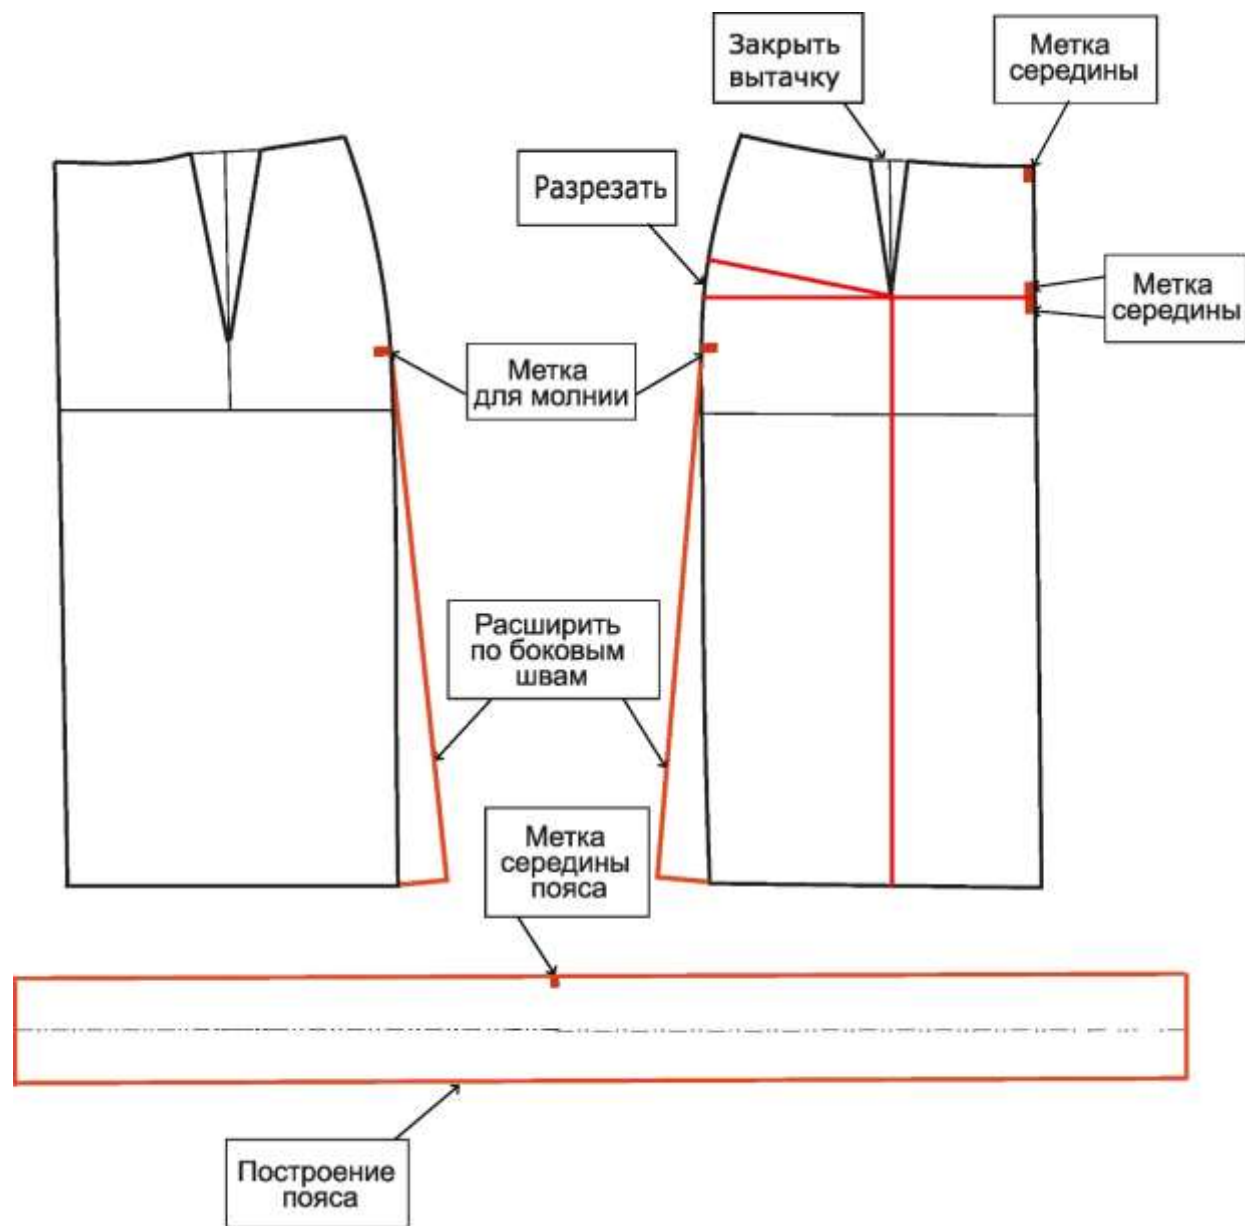 Закрыть
вытачку
Метка
середины
Разрезать
Метка
середины
Метка
для молнии
Расширить
по боковым
швам
Метка
середины
пояса
Построение
пояса